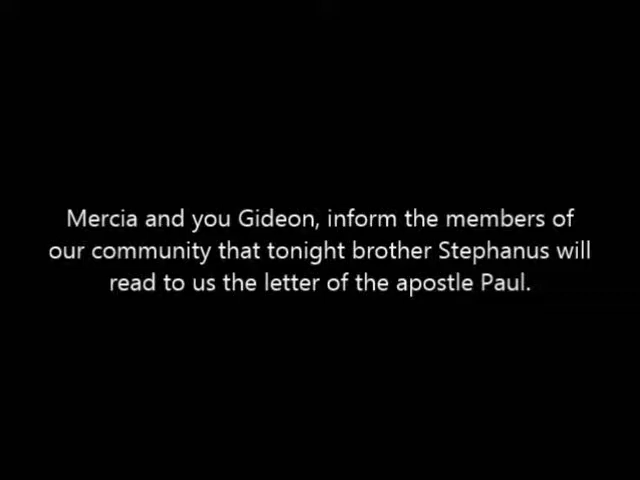 Mercia and you Gideon, inform the members of
our community that tonight brother Stephanus will
read to us the letter of the apostle Paul.